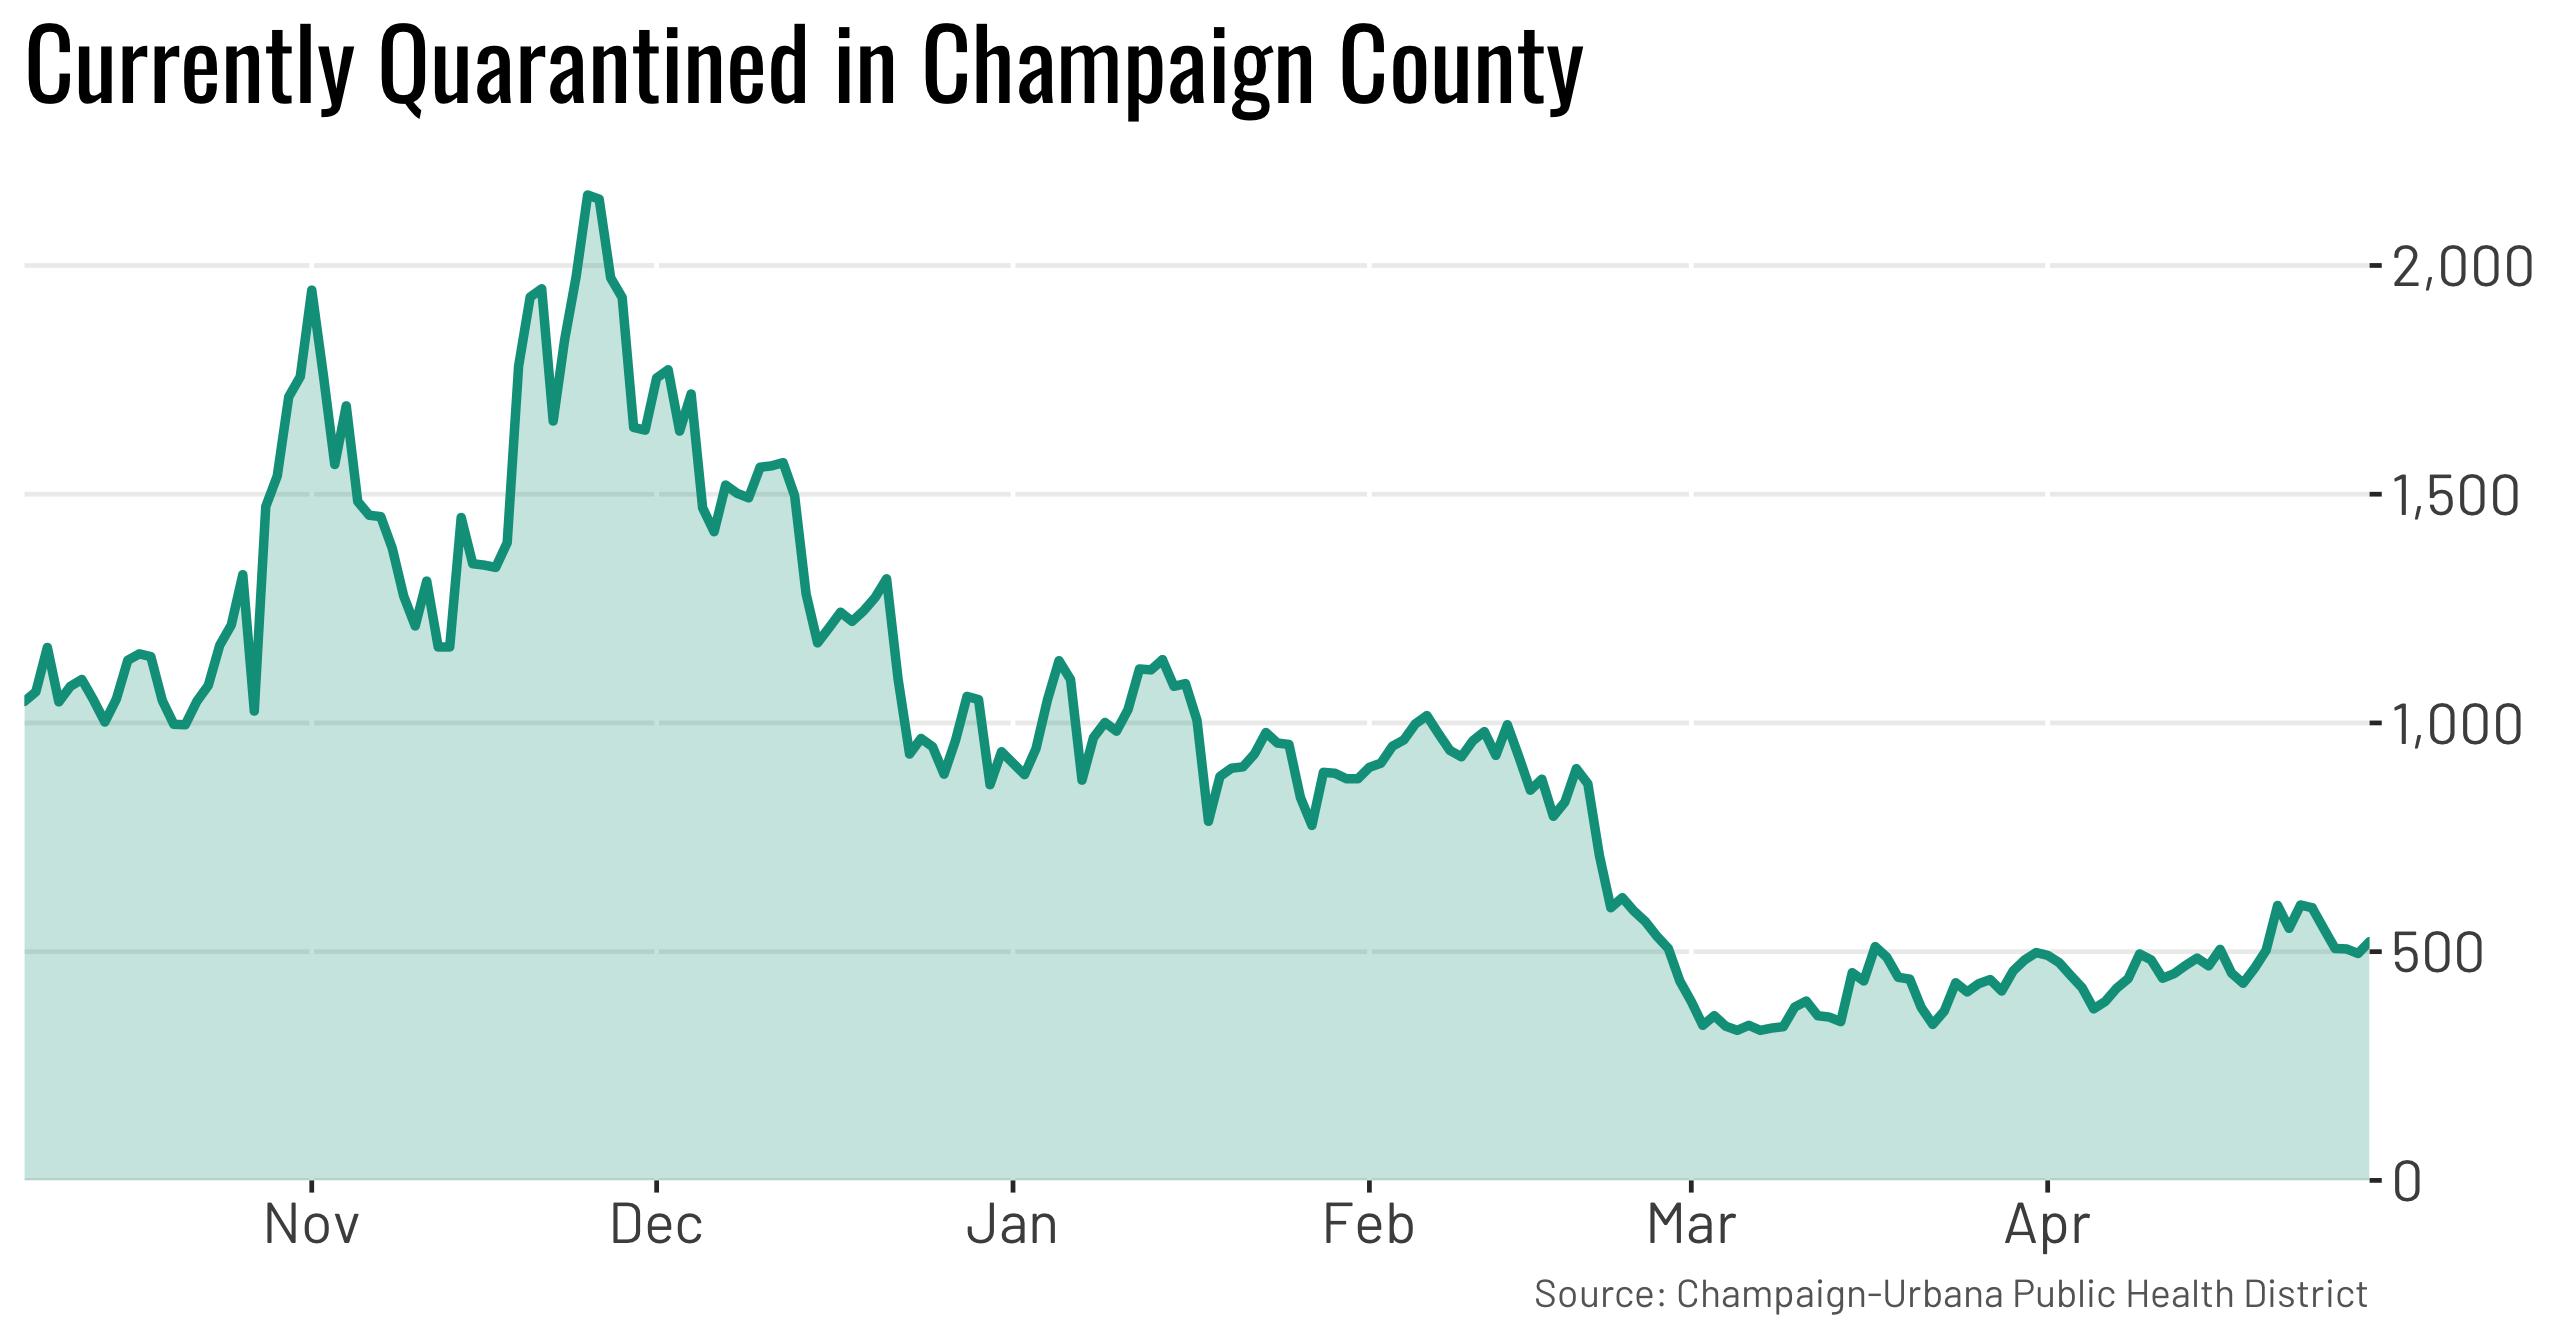 Currently Quarantined in Champaign County
2,000
1,500
1,000
500
0
Nov Dec Jan Feb Mar Apr
Source: Champaign-Urbana Public Health District